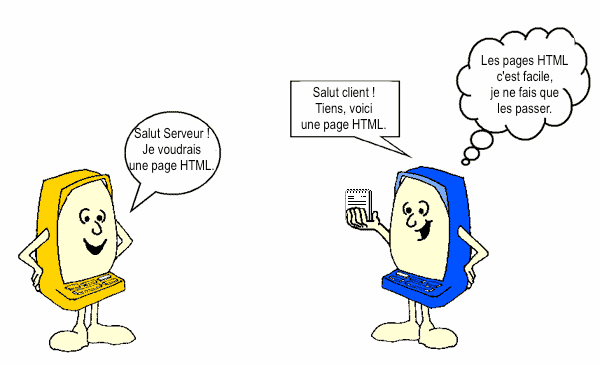 Salut Serveur !
Je voudrais
une page HTML.
Salut client !
Tiens, voici
une page HTML.
Les pages HTML
c'est facile,
je ne fais que
les passer.